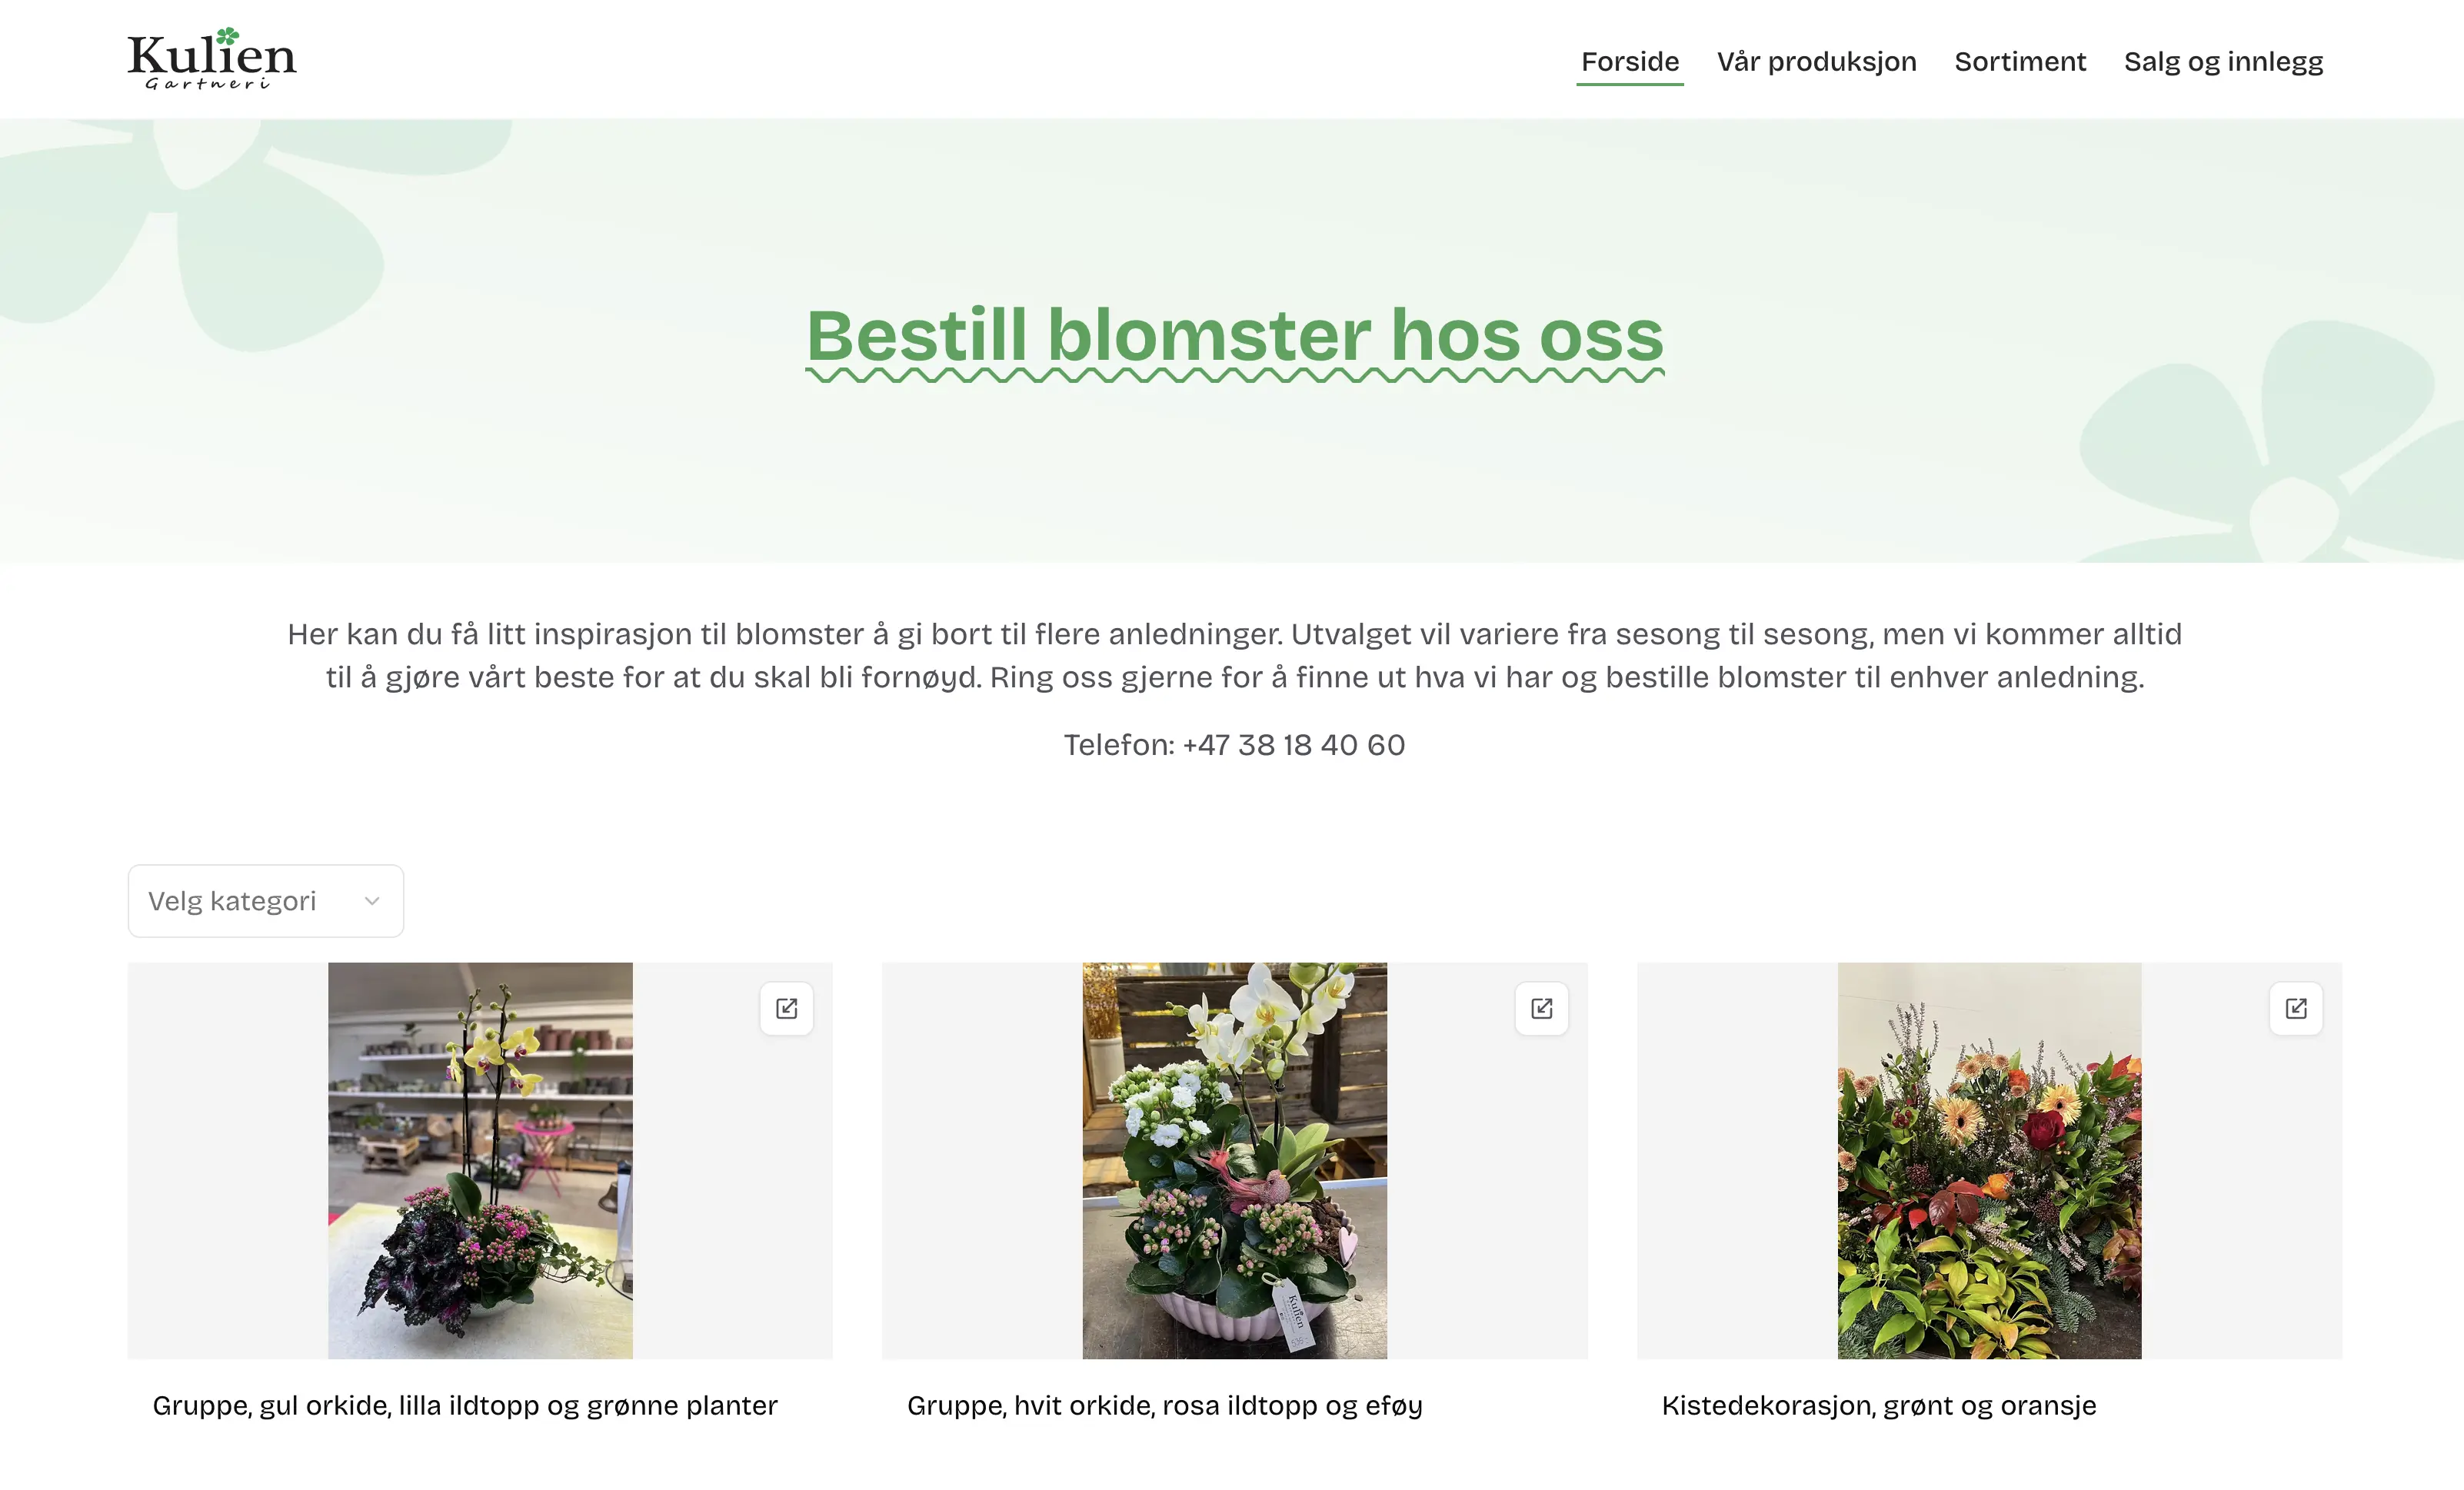 Kulien
Gartneri
Forside
Vår produksjon
Sortiment
Salg og innlegg
Bestill blomster hos oss
Her kan du få litt inspirasjon til blomster å gi bort til flere anledninger. Utvalget vil variere fra sesong til sesong, men vi kommer alltid
til å gjøre vårt beste for at du skal bli fornøyd. Ring oss gjerne for å finne ut hva vi har og bestille blomster til enhver anledning.
Telefon: +47 38 18 40 60
Velg kategori
Kulien
Gruppe, gul orkide, lilla ildtopp og grønne planter
Gruppe, hvit orkide, rosa ildtopp og eføy
Kistedekorasjon, grønt og oransje